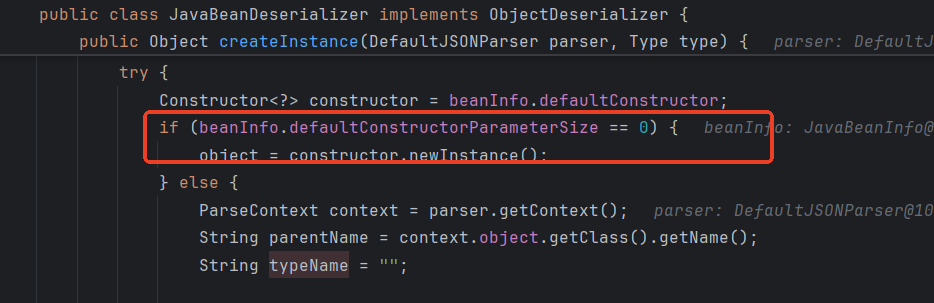 public class JavaBeanDeserializer implements ObjectDeserializer {
public Object createInstance(DefaultJSONParser parser, Type type) { parser: DefaultJS
try {
Constructor<?> constructor = beanInfo.defaultConstructor;
if (beanInfo.defaultConstructorParameterSize == 0) { beanInfo: JavaBeanInfo@
object = constructor.newInstance();
} else {
ParseContext context = parser.getContext(); parser: DefaultJSONParser@10
String parentName = context.object.getClass().getName();
String typeName = "";